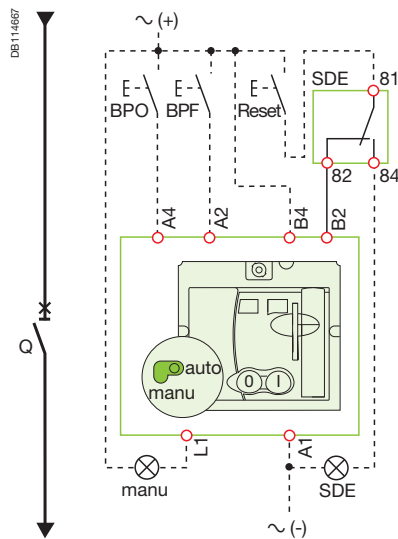 DB114667
~ (+)
SDE
81
BPO
BPF
Reset
82
84
A4
A2
B4
B2
Q
auto
manu
0
I
L1
A1
manu
SDE
~ (-)